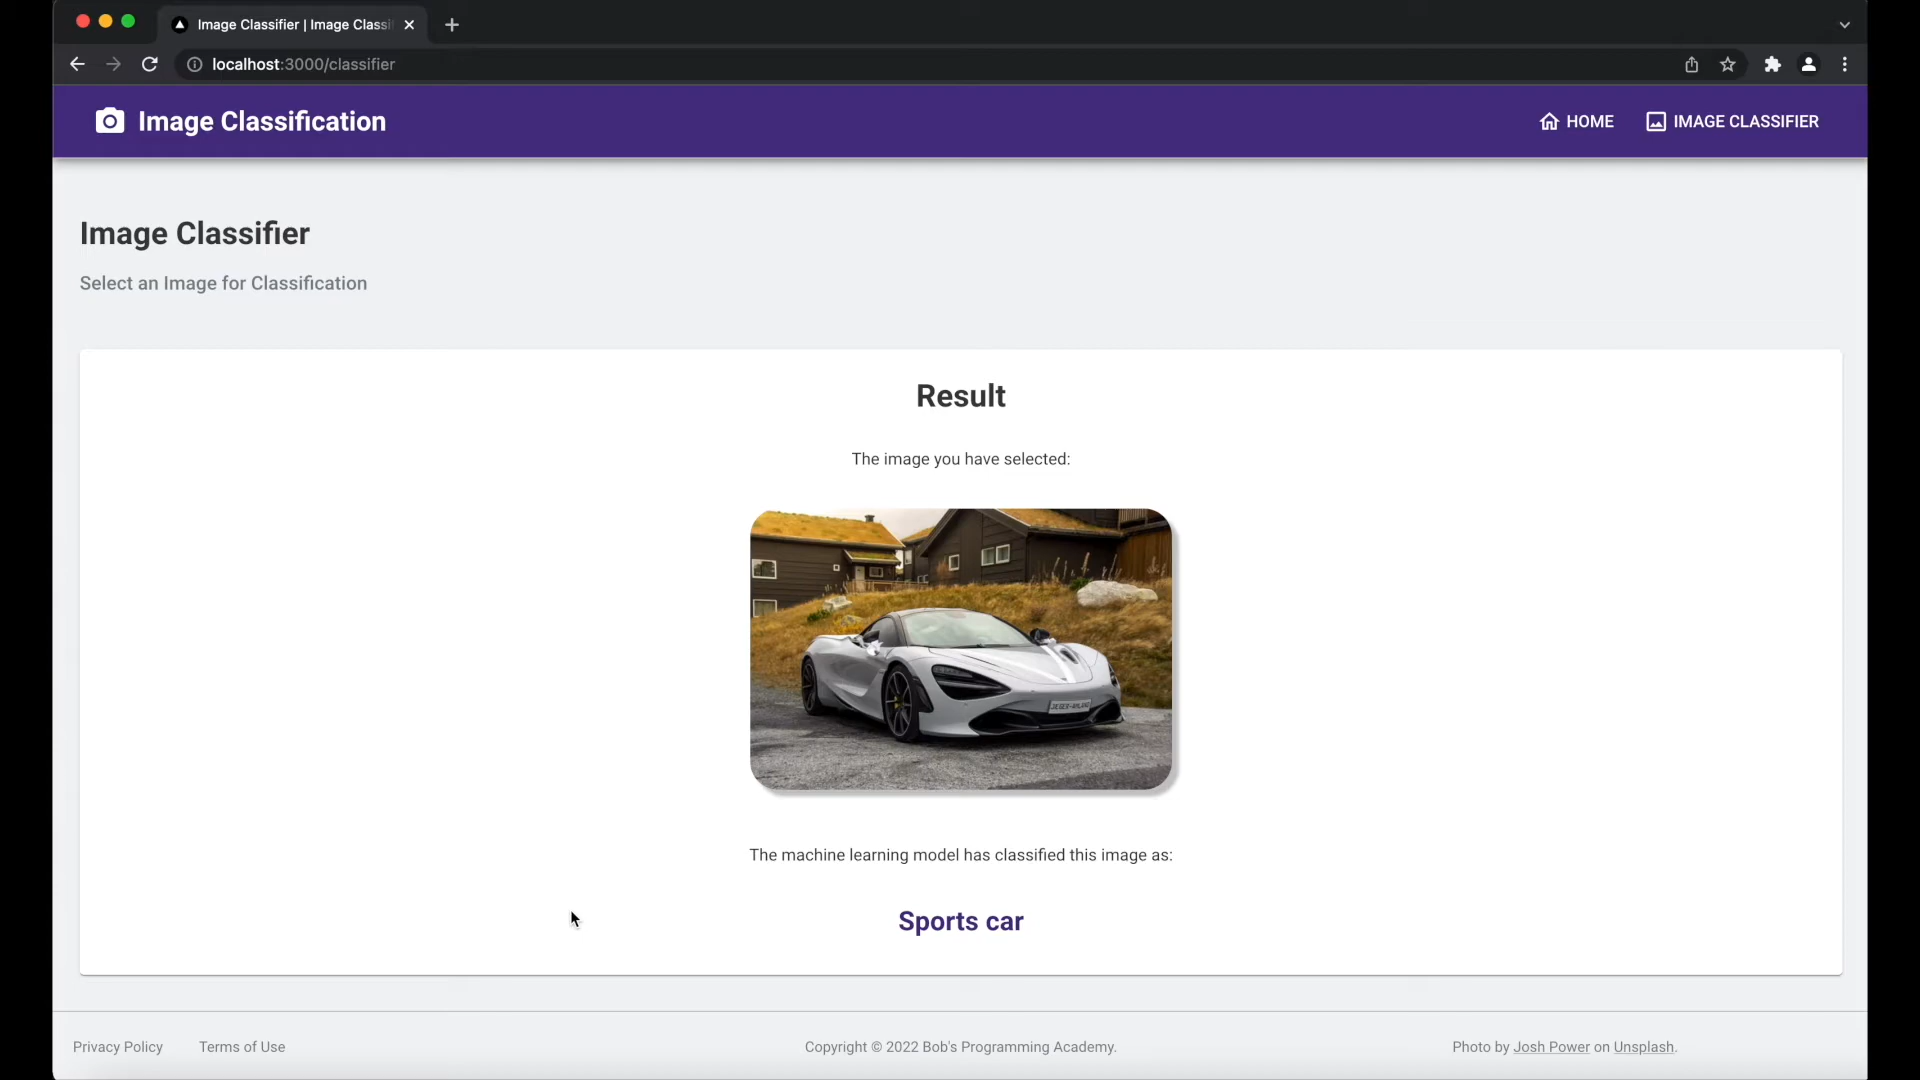 Image Classifier | Image Classi
localhost:3000/classifier
Image Classification
HOME
IMAGE CLASSIFIER
Image Classifier
Select an Image for Classification
Result
The image you have selected:
The machine learning model has classified this image as:
Sports car
Privacy Policy
Terms of Use
Copyright © 2022 Bob's Programming Academy.
Photo by Josh Power on Unsplash.